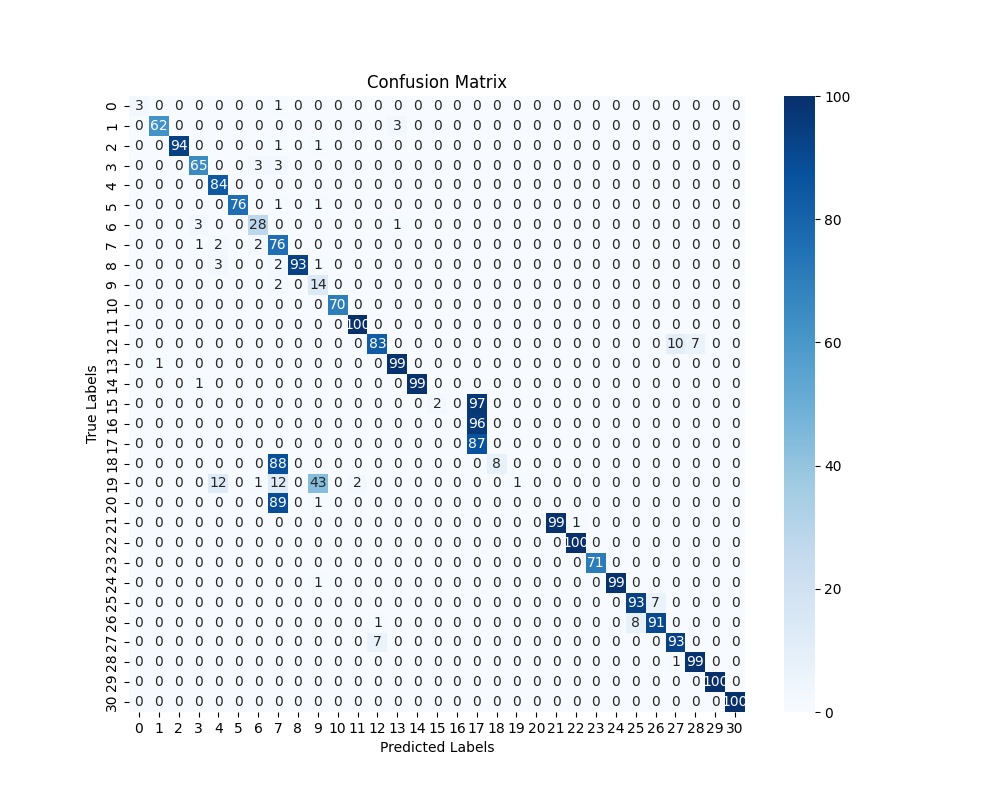 Confusion Matrix
0 3 0 0 0 0 0 0 1 0 0 0 0 0 0 0 0 0 0 0 0 0 0 0 0 0 0 0 0 0 0 0
1 0 62 0 0 0 0 0 0 0 0 0 0 0 3 0 0 0 0 0 0 0 0 0 0 0 0 0 0 0 0 0
2 0 0 94 0 0 0 0 1 0 1 0 0 0 0 0 0 0 0 0 0 0 0 0 0 0 0 0 0 0 0 0
3 0 0 0 65 0 0 3 3 0 0 0 0 0 0 0 0 0 0 0 0 0 0 0 0 0 0 0 0 0 0 0
4 0 0 0 0 84 0 0 0 0 0 0 0 0 0 0 0 0 0 0 0 0 0 0 0 0 0 0 0 0 0 0
5 0 0 0 0 0 76 0 1 0 1 0 0 0 0 0 0 0 0 0 0 0 0 0 0 0 0 0 0 0 0 0
6 0 0 0 3 0 0 28 0 0 0 0 0 0 1 0 0 0 0 0 0 0 0 0 0 0 0 0 0 0 0 0
7 0 0 0 1 2 0 2 76 0 0 0 0 0 0 0 0 0 0 0 0 0 0 0 0 0 0 0 0 0 0 0
8 0 0 0 0 3 0 0 2 93 1 0 0 0 0 0 0 0 0 0 0 0 0 0 0 0 0 0 0 0 0 0
9 0 0 0 0 0 0 0 2 0 14 0 0 0 0 0 0 0 0 0 0 0 0 0 0 0 0 0 0 0 0 0
10 0 0 0 0 0 0 0 0 0 0 70 0 0 0 0 0 0 0 0 0 0 0 0 0 0 0 0 0 0 0 0
11 0 0 0 0 0 0 0 0 0 0 0 100 0 0 0 0 0 0 0 0 0 0 0 0 0 0 0 0 0 0 0
12 0 0 0 0 0 0 0 0 0 0 0 0 83 0 0 0 0 0 0 0 0 0 0 0 0 0 0 10 7 0 0
13 0 1 0 0 0 0 0 0 0 0 0 0 0 99 0 0 0 0 0 0 0 0 0 0 0 0 0 0 0 0 0
14 0 0 0 1 0 0 0 0 0 0 0 0 0 0 99 0 0 0 0 0 0 0 0 0 0 0 0 0 0 0 0
15 0 0 0 0 0 0 0 0 0 0 0 0 0 0 0 2 0 97 0 0 0 0 0 0 0 0 0 0 0 0 0
16 0 0 0 0 0 0 0 0 0 0 0 0 0 0 0 0 0 96 0 0 0 0 0 0 0 0 0 0 0 0 0
17 0 0 0 0 0 0 0 0 0 0 0 0 0 0 0 0 0 87 0 0 0 0 0 0 0 0 0 0 0 0 0
18 0 0 0 0 0 0 0 88 0 0 0 0 0 0 0 0 0 0 8 0 0 0 0 0 0 0 0 0 0 0 0
19 0 0 0 0 12 0 1 12 0 43 0 2 0 0 0 0 0 0 0 1 0 0 0 0 0 0 0 0 0 0 0
20 0 0 0 0 0 0 0 89 0 1 0 0 0 0 0 0 0 0 0 0 0 0 0 0 0 0 0 0 0 0 0
21 0 0 0 0 0 0 0 0 0 0 0 0 0 0 0 0 0 0 0 0 0 99 1 0 0 0 0 0 0 0 0
22 0 0 0 0 0 0 0 0 0 0 0 0 0 0 0 0 0 0 0 0 0 0 100 0 0 0 0 0 0 0 0
23 0 0 0 0 0 0 0 0 0 0 0 0 0 0 0 0 0 0 0 0 0 0 0 71 0 0 0 0 0 0 0
24 0 0 0 0 0 0 0 0 0 1 0 0 0 0 0 0 0 0 0 0 0 0 0 0 99 0 0 0 0 0 0
25 0 0 0 0 0 0 0 0 0 0 0 0 0 0 0 0 0 0 0 0 0 0 0 0 0 93 7 0 0 0 0
26 0 0 0 0 0 0 0 0 0 0 0 0 1 0 0 0 0 0 0 0 0 0 0 0 0 8 91 0 0 0 0
27 0 0 0 0 0 0 0 0 0 0 0 0 7 0 0 0 0 0 0 0 0 0 0 0 0 0 0 93 0 0 0
28 0 0 0 0 0 0 0 0 0 0 0 0 0 0 0 0 0 0 0 0 0 0 0 0 0 0 0 1 99 0 0
29 0 0 0 0 0 0 0 0 0 0 0 0 0 0 0 0 0 0 0 0 0 0 0 0 0 0 0 0 0 100 0
30 0 0 0 0 0 0 0 0 0 0 0 0 0 0 0 0 0 0 0 0 0 0 0 0 0 0 0 0 0 0 100
0 1 2 3 4 5 6 7 8 9 10 11 12 13 14 15 16 17 18 19 20 21 22 23 24 25 26 27 28 29 30
Predicted Labels
True Labels
100
80
60
40
20
0